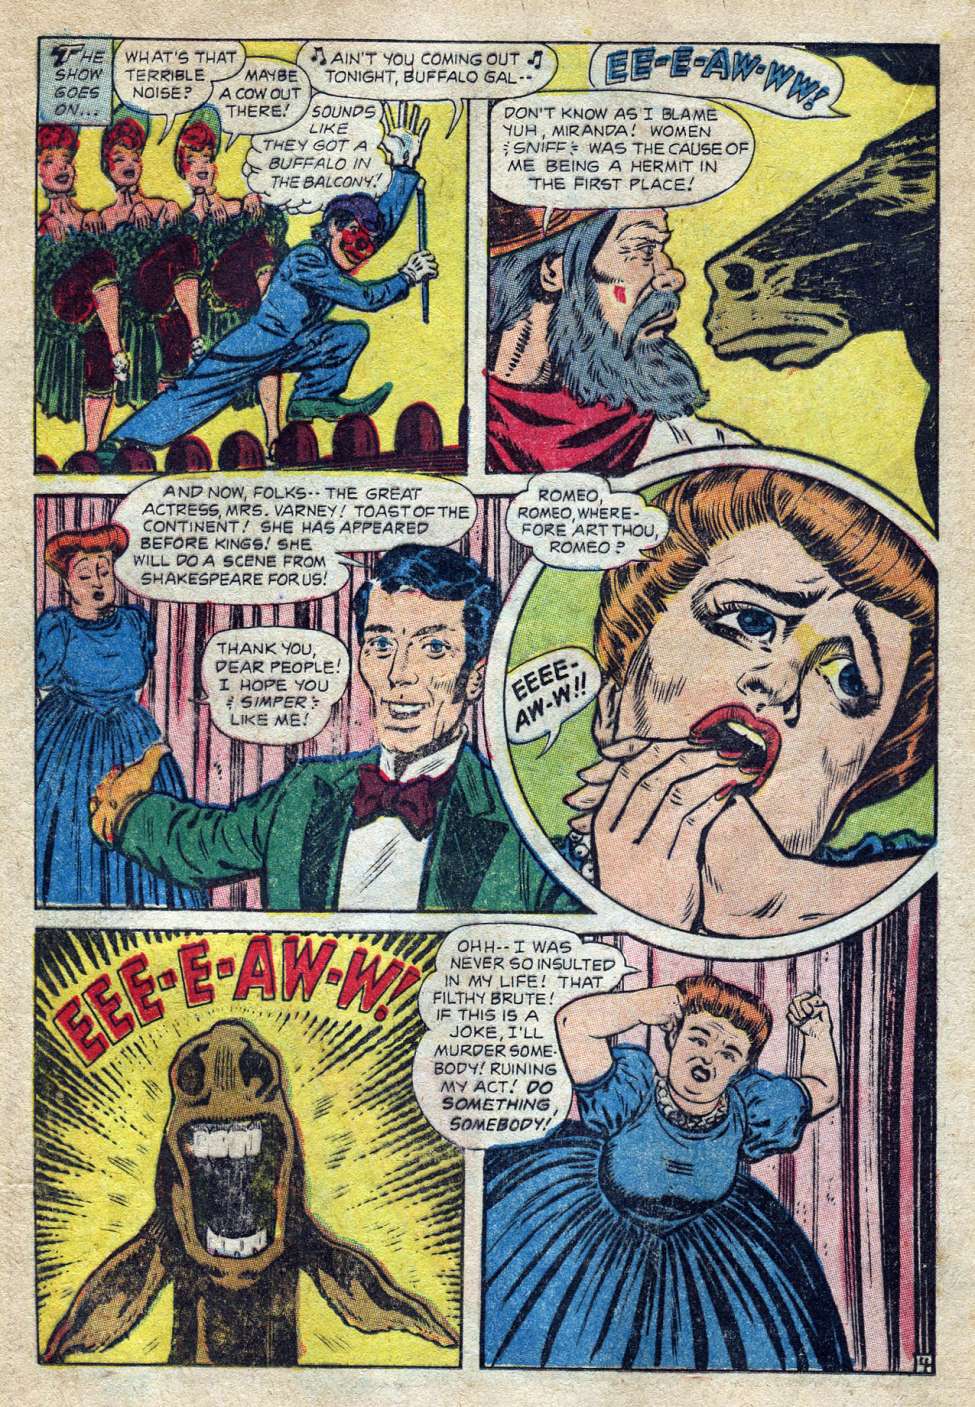 THE
SHOW
GOES
ON...
WHAT'S THAT
TERRIBLE
NOISE?
MAYBE
A COW OUT
THERE!
♫ AIN'T YOU COMING OUT ♫
TONIGHT, BUFFALO GAL--
SOUNDS
LIKE
THEY GOT A
BUFFALO IN
THE BALCONY!
EE-E-AW-WW!
DON'T KNOW AS I BLAME
YUH, MIRANDA! WOMEN
SNIFF WAS THE CAUSE OF
ME BEING A HERMIT IN
THE FIRST PLACE!
AND NOW, FOLKS-- THE GREAT
ACTRESS, MRS. VARNEY! TOAST OF THE
CONTINENT! SHE HAS APPEARED
BEFORE KINGS! SHE
WILL DO A SCENE FROM
SHAKESPEARE FOR US!
THANK YOU,
DEAR PEOPLE!
I HOPE YOU
SIMPER
LIKE ME!
ROMEO,
ROMEO, WHERE-
FORE ART THOU,
ROMEO?
EEEE-
AW-W!!
EEE-E-AW-W!
OHH-- I WAS
NEVER SO INSULTED
IN MY LIFE! THAT
FILTHY BRUTE!
IF THIS IS A
JOKE, I'LL
MURDER SOME-
BODY! RUINING
MY ACT! DO
SOMETHING,
SOMEBODY!
4